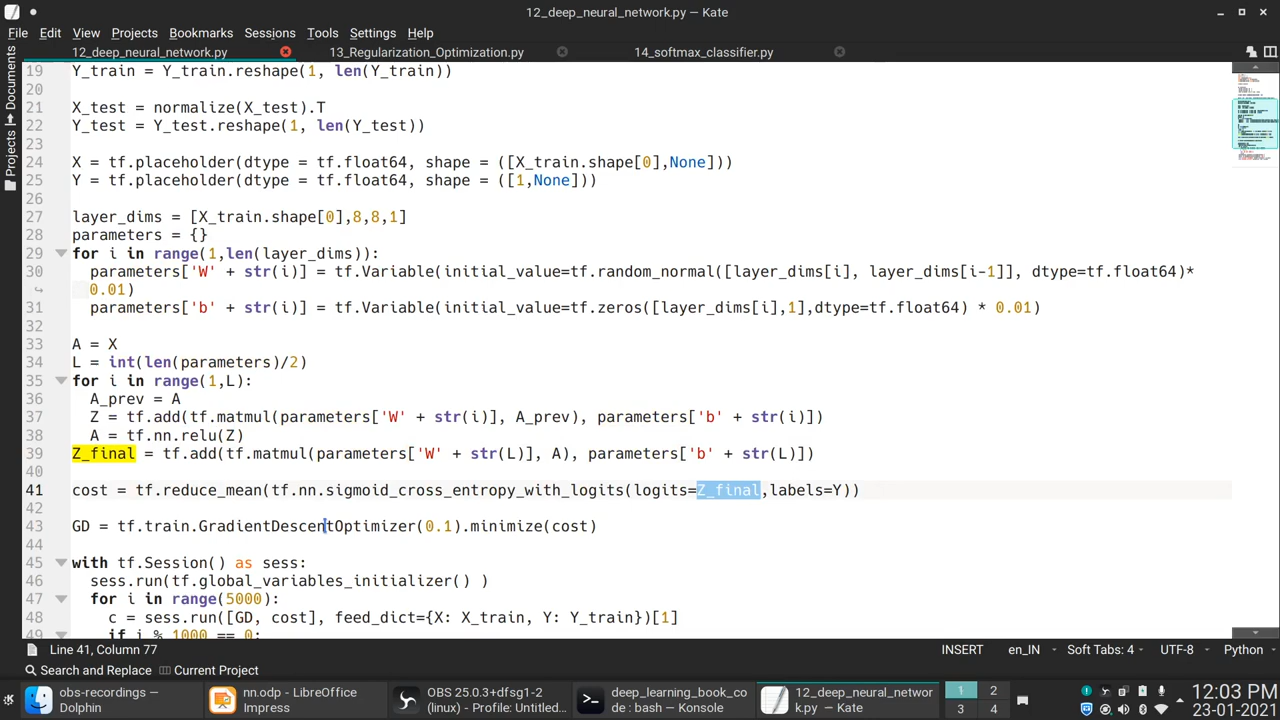 12_deep_neural_network.py — Kate
File Edit View Projects Bookmarks Sessions Tools Settings Help
12_deep_neural_network.py 13_Regularization_Optimization.py 14_softmax_classifier.py
Documents
Projects
19 Y_train = Y_train.reshape(1, len(Y_train))
20
21 X_test = normalize(X_test).T
22 Y_test = Y_test.reshape(1, len(Y_test))
23
24 X = tf.placeholder(dtype = tf.float64, shape = ([X_train.shape[0],None]))
25 Y = tf.placeholder(dtype = tf.float64, shape = ([1,None]))
26
27 layer_dims = [X_train.shape[0],8,8,1]
28 parameters = {}
29 for i in range(1,len(layer_dims)):
30 parameters['W' + str(i)] = tf.Variable(initial_value=tf.random_normal([layer_dims[i], layer_dims[i-1]], dtype=tf.float64)*
0.01)
31 parameters['b' + str(i)] = tf.Variable(initial_value=tf.zeros([layer_dims[i],1],dtype=tf.float64) * 0.01)
32
33 A = X
34 L = int(len(parameters)/2)
35 for i in range(1,L):
36 A_prev = A
37 Z = tf.add(tf.matmul(parameters['W' + str(i)], A_prev), parameters['b' + str(i)])
38 A = tf.nn.relu(Z)
39 Z_final = tf.add(tf.matmul(parameters['W' + str(L)], A), parameters['b' + str(L)])
40
41 cost = tf.reduce_mean(tf.nn.sigmoid_cross_entropy_with_logits(logits=Z_final,labels=Y))
42
43 GD = tf.train.GradientDescentOptimizer(0.1).minimize(cost)
44
45 with tf.Session() as sess:
46 sess.run(tf.global_variables_initializer() )
47 for i in range(5000):
48 c = sess.run([GD, cost], feed_dict={X: X_train, Y: Y_train})[1]
49 if i % 1000 == 0:
Line 41, Column 77 INSERT en_IN Soft Tabs: 4 UTF-8 Python
Search and Replace Current Project
obs-recordings — Dolphin
nn.odp - LibreOffice Impress
OBS 25.0.3+dfsg1-2 (linux) - Profile: Untitled...
deep_learning_book_co de : bash — Konsole
12_deep_neural_networ k.py — Kate
1 2
3 4
12:03 PM
23-01-2021